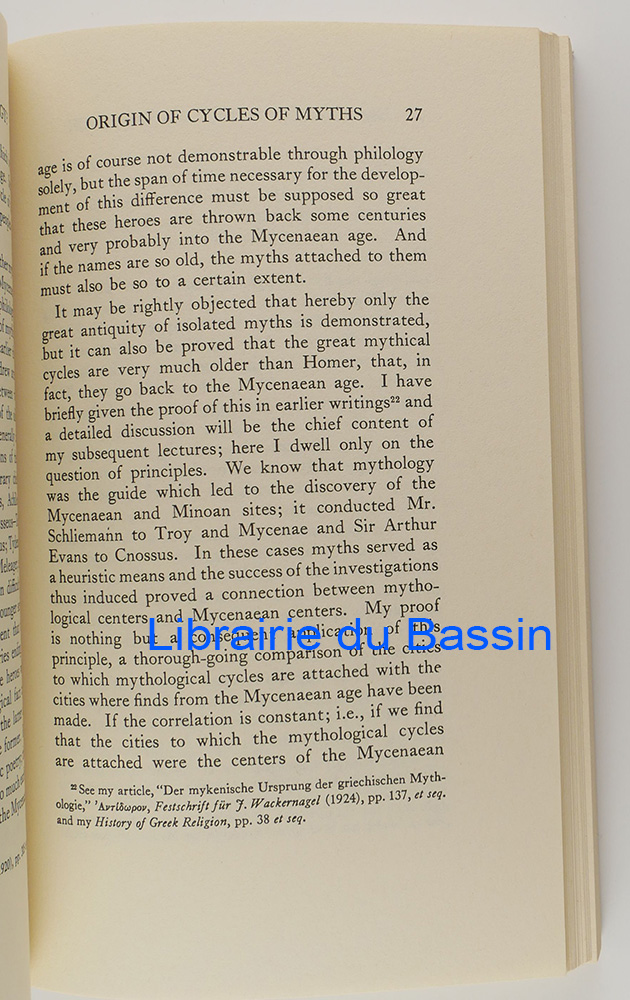 ORIGIN OF CYCLES OF MYTHS 27
age is of course not demonstrable through philology
solely, but the span of time necessary for the develop-
ment of this difference must be supposed so great
that these heroes are thrown back some centuries
and very probably into the Mycenaean age. And
if the names are so old, the myths attached to them
must also be so to a certain extent.
It may be rightly objected that hereby only the
great antiquity of isolated myths is demonstrated,
but it can also be proved that the great mythical
cycles are very much older than Homer, that, in
fact, they go back to the Mycenaean age. I have
briefly given the proof of this in earlier writings²² and
a detailed discussion will be the chief content of
my subsequent lectures; here I dwell only on the
question of principles. We know that mythology
was the guide which led to the discovery of the
Mycenaean and Minoan sites; it conducted Mr.
Schliemann to Troy and Mycenae and Sir Arthur
Evans to Cnossus. In these cases myths served as
a heuristic means and the success of the investigations
thus induced proved a connection between mytho-
logical centers and Mycenaean centers. My proof
is nothing but a consequent application of this
Librairie du Bassin
principle, a thorough-going comparison of the cities
to which mythological cycles are attached with the
cities where finds from the Mycenaean age have been
made. If the correlation is constant; i.e., if we find
that the cities to which the mythological cycles
are attached were the centers of the Mycenaean
²² See my article, "Der mykenische Ursprung der griechischen Myth-
ologie," 'Αντίδωρον, Festschrift für J. Wackernagel (1924), pp. 137, et seq.
and my History of Greek Religion, pp. 38 et seq.